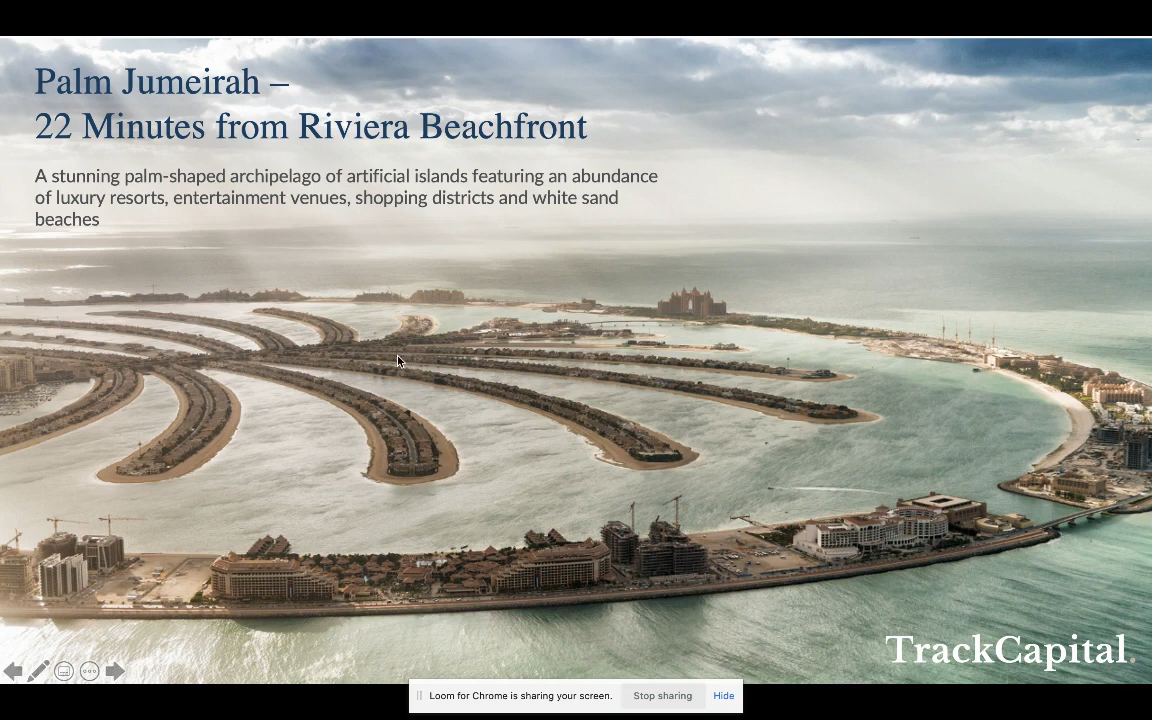 Palm Jumeirah –
22 Minutes from Riviera Beachfront
A stunning palm-shaped archipelago of artificial islands featuring an abundance
of luxury resorts, entertainment venues, shopping districts and white sand
beaches
TrackCapital.
Loom for Chrome is sharing your screen. Stop sharing Hide